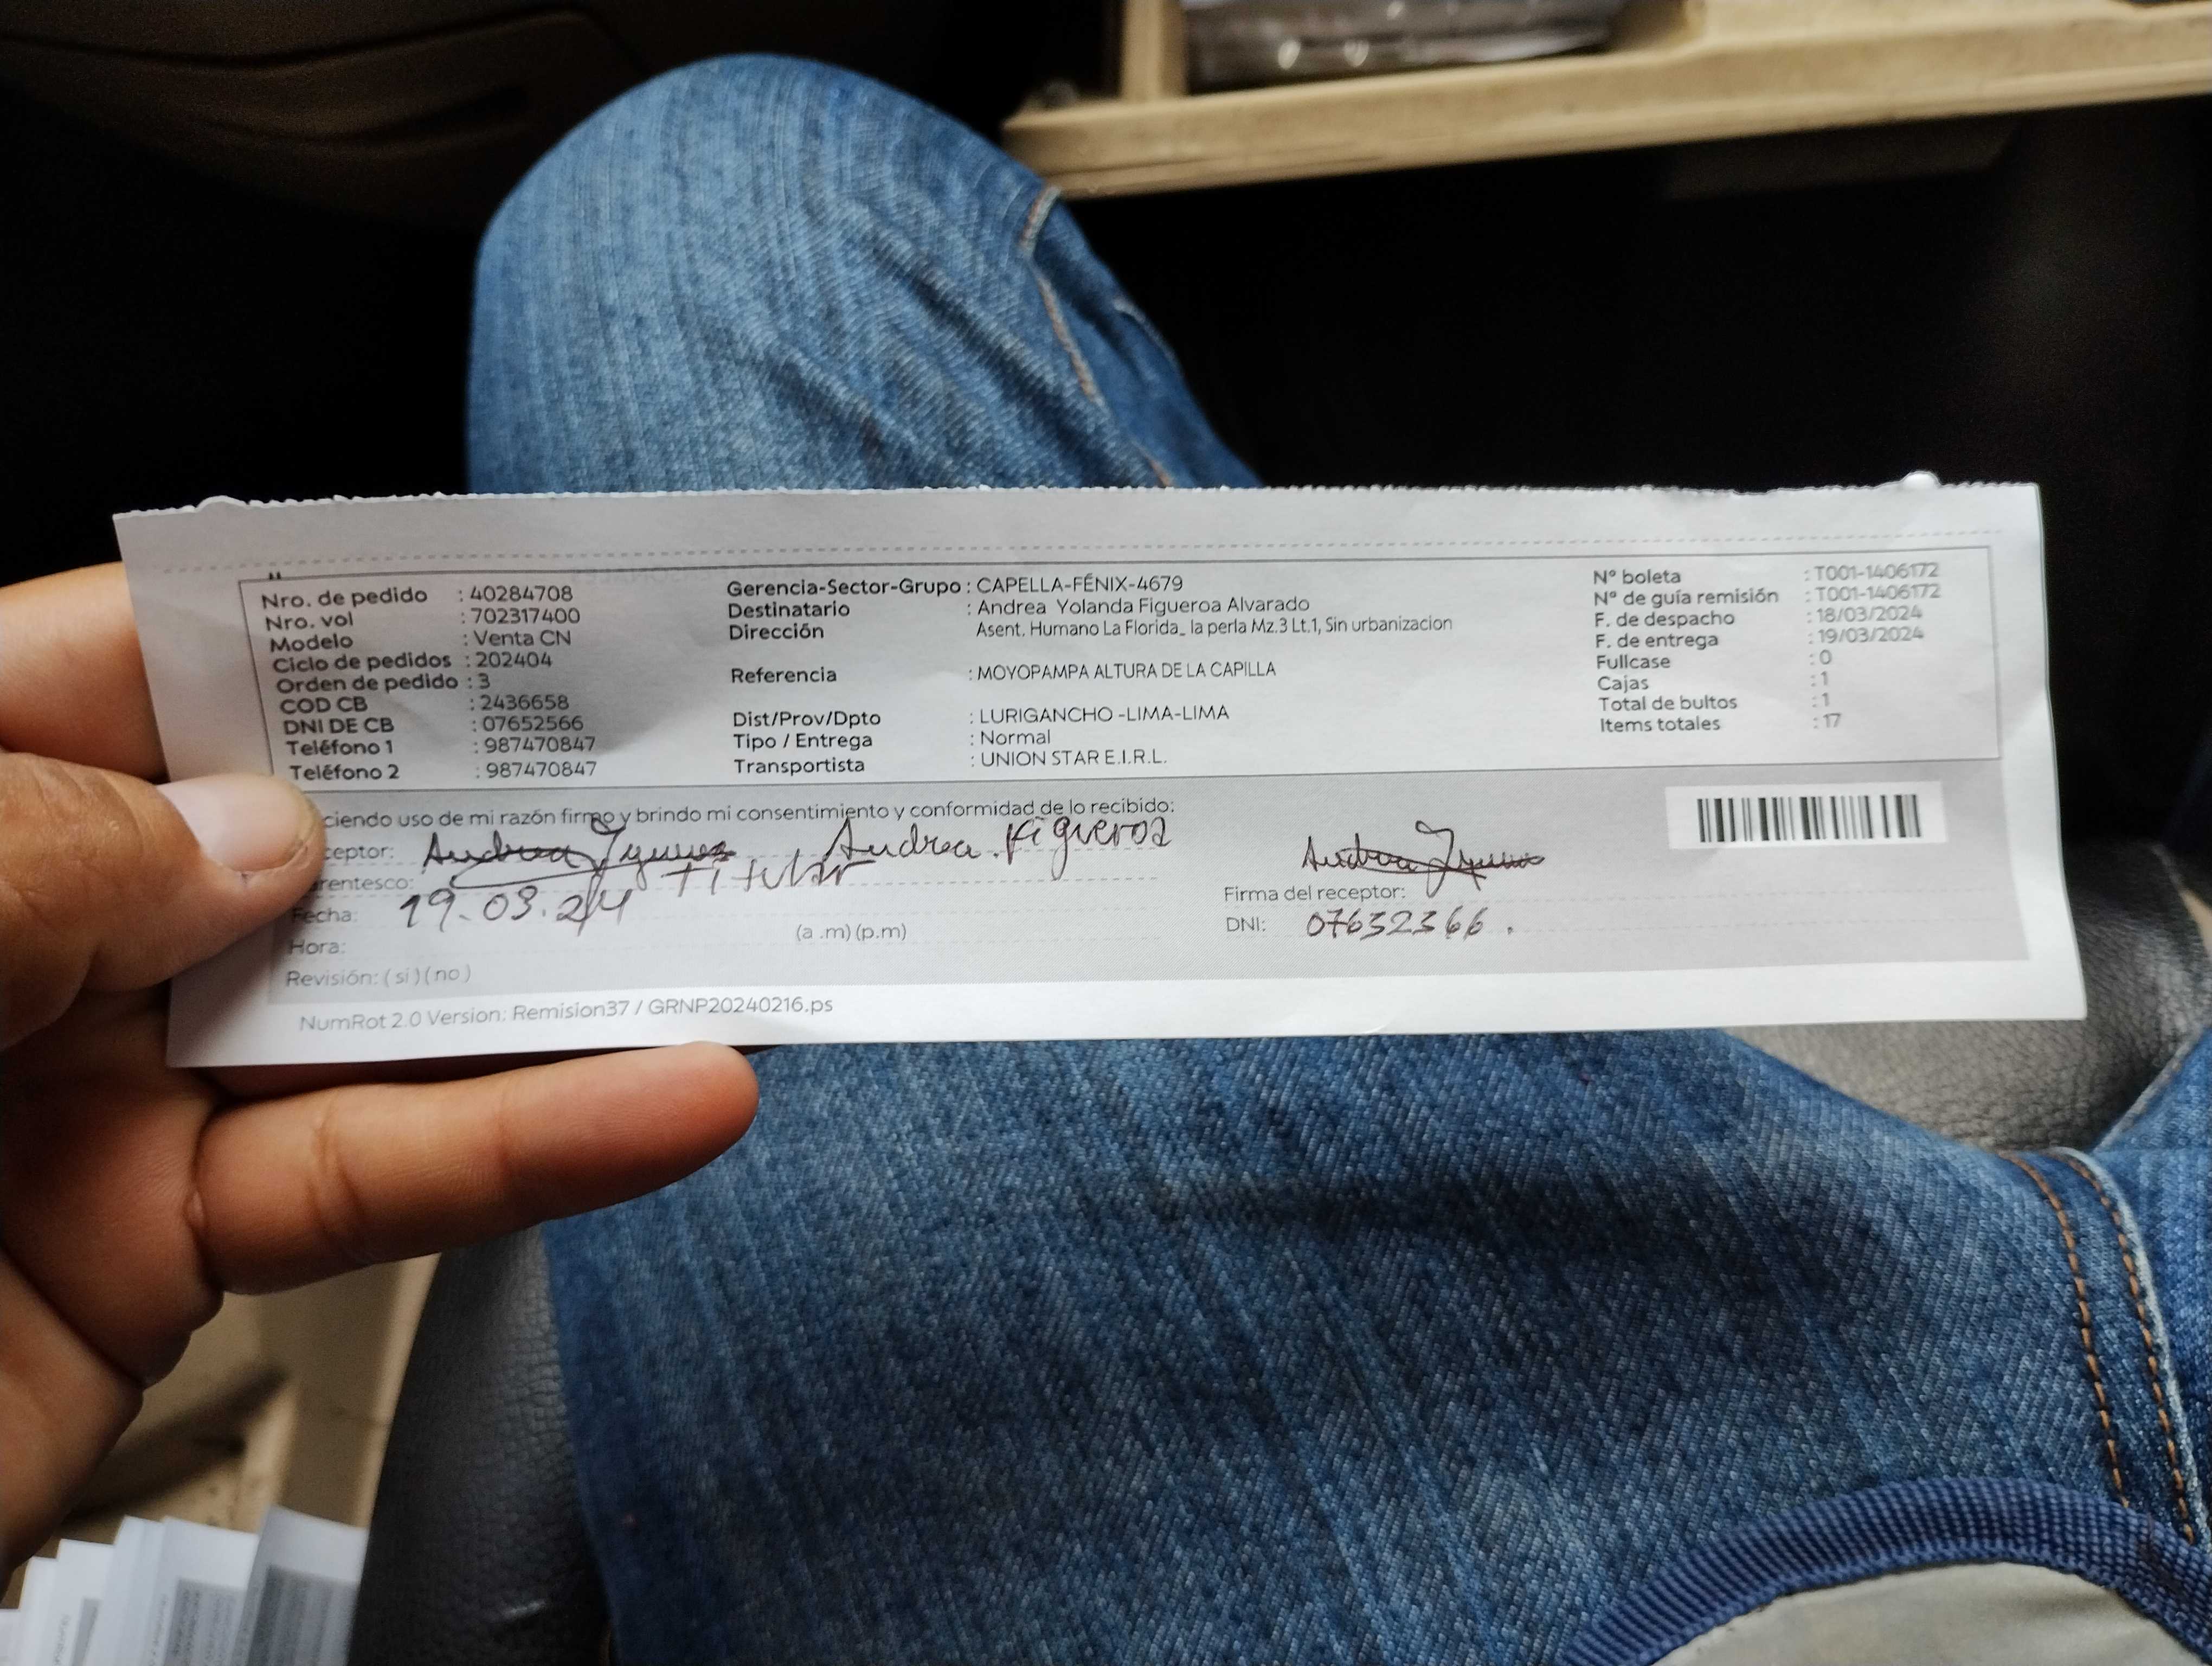 Nro. de pedido : 40284708
Nro. vol : 702317400
Modelo : Venta CN
Ciclo de pedidos : 202404
Orden de pedido : 3
COD CB : 2436658
DNI DE CB : 07652566
Teléfono 1 : 987470847
Teléfono 2 : 987470847
Gerencia-Sector-Grupo : CAPELLA-FÉNIX-4679
Destinatario : Andrea Yolanda Figueroa Alvarado
Dirección Asent. Humano La Florida_ la perla Mz.3 Lt.1, Sin urbanizacion
Referencia : MOYOPAMPA ALTURA DE LA CAPILLA
Dist/Prov/Dpto : LURIGANCHO -LIMA-LIMA
Tipo / Entrega : Normal
Transportista : UNION STAR E.I.R.L.
N° boleta : T001-1406172
N° de guía remisión : T001-1406172
F. de despacho : 18/03/2024
F. de entrega : 19/03/2024
Fullcase : 0
Cajas : 1
Total de bultos : 1
Items totales : 17
ciendo uso de mi razón firmo y brindo mi consentimiento y conformidad de lo recibido:
ceptor: Andrea Figueroa
rentesco: Titular
Fecha: 19.03.24
Hora: (a .m) (p.m)
Revisión: ( si ) ( no )
Firma del receptor:
DNI: 07632366.
NumRot 2.0 Version: Remision37 / GRNP20240216.ps